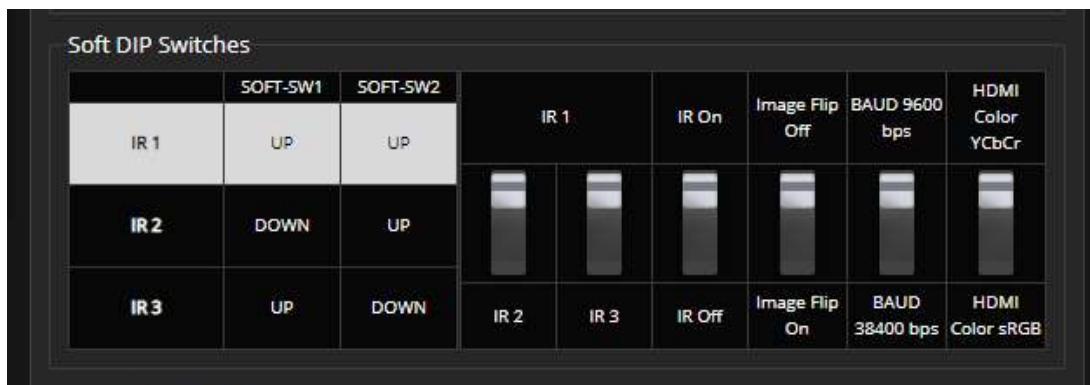 Soft DIP Switches
SOFT-SW1 SOFT-SW2
IR 1 UP UP
IR 2 DOWN UP
IR 3 UP DOWN
IR 1
IR On
Image Flip
Off
BAUD 9600
bps
HDMI
Color
YCbCr
IR 2
IR 3
IR Off
Image Flip
On
BAUD
38400 bps
HDMI
Color sRGB